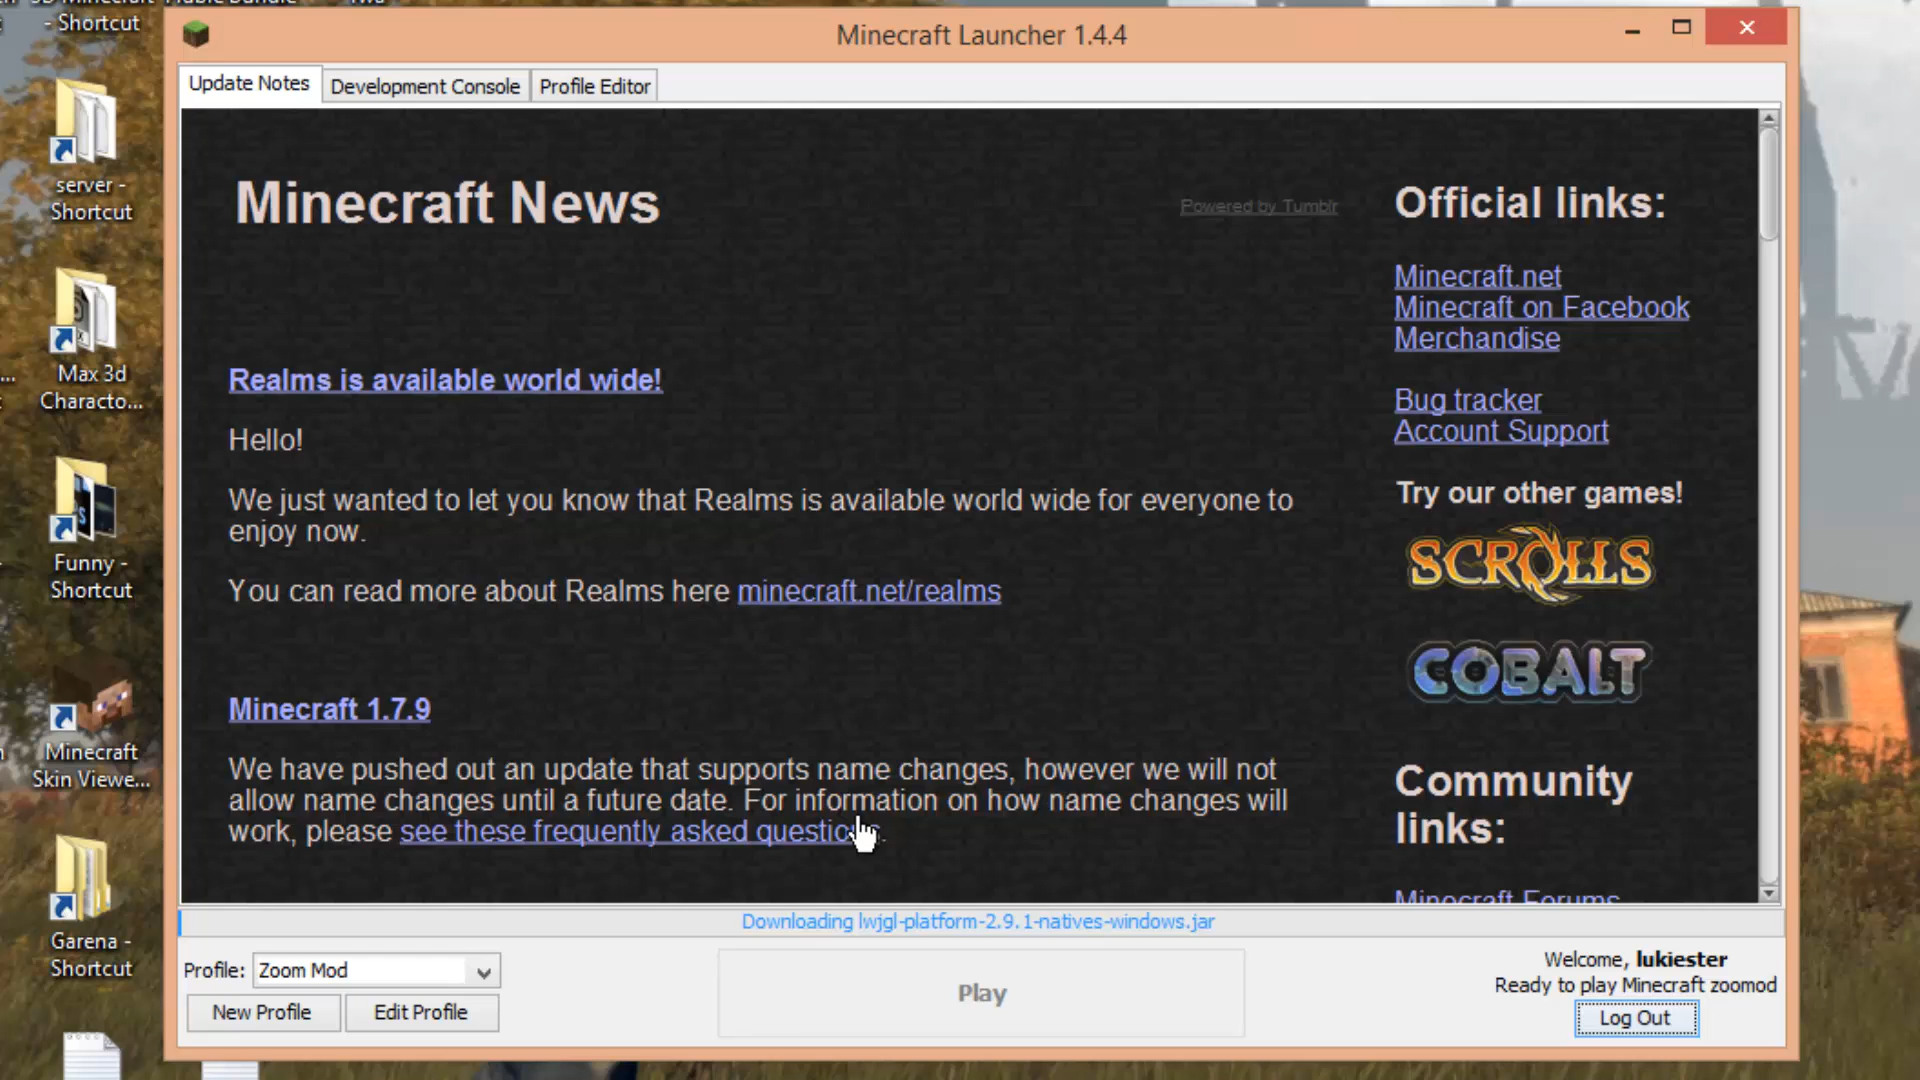 - Shortcut
Minecraft Launcher 1.4.4
Update Notes
Development Console
Profile Editor
server -
Shortcut
Max 3d
Characto...
Funny -
Shortcut
Minecraft
Skin Viewe...
Garena -
Shortcut
Minecraft News
Powered by Tumblr
Realms is available world wide!
Hello!
We just wanted to let you know that Realms is available world wide for everyone to
enjoy now.
You can read more about Realms here minecraft.net/realms
Minecraft 1.7.9
We have pushed out an update that supports name changes, however we will not
allow name changes until a future date. For information on how name changes will
work, please see these frequently asked questions.
Official links:
Minecraft.net
Minecraft on Facebook
Merchandise
Bug tracker
Account Support
Try our other games!
SCROLLS
COBALT
Community
links:
Minecraft Forums
Downloading lwjgl-platform-2.9.1-natives-windows.jar
Profile: Zoom Mod
New Profile
Edit Profile
Play
Welcome, lukiester
Ready to play Minecraft zoomod
Log Out